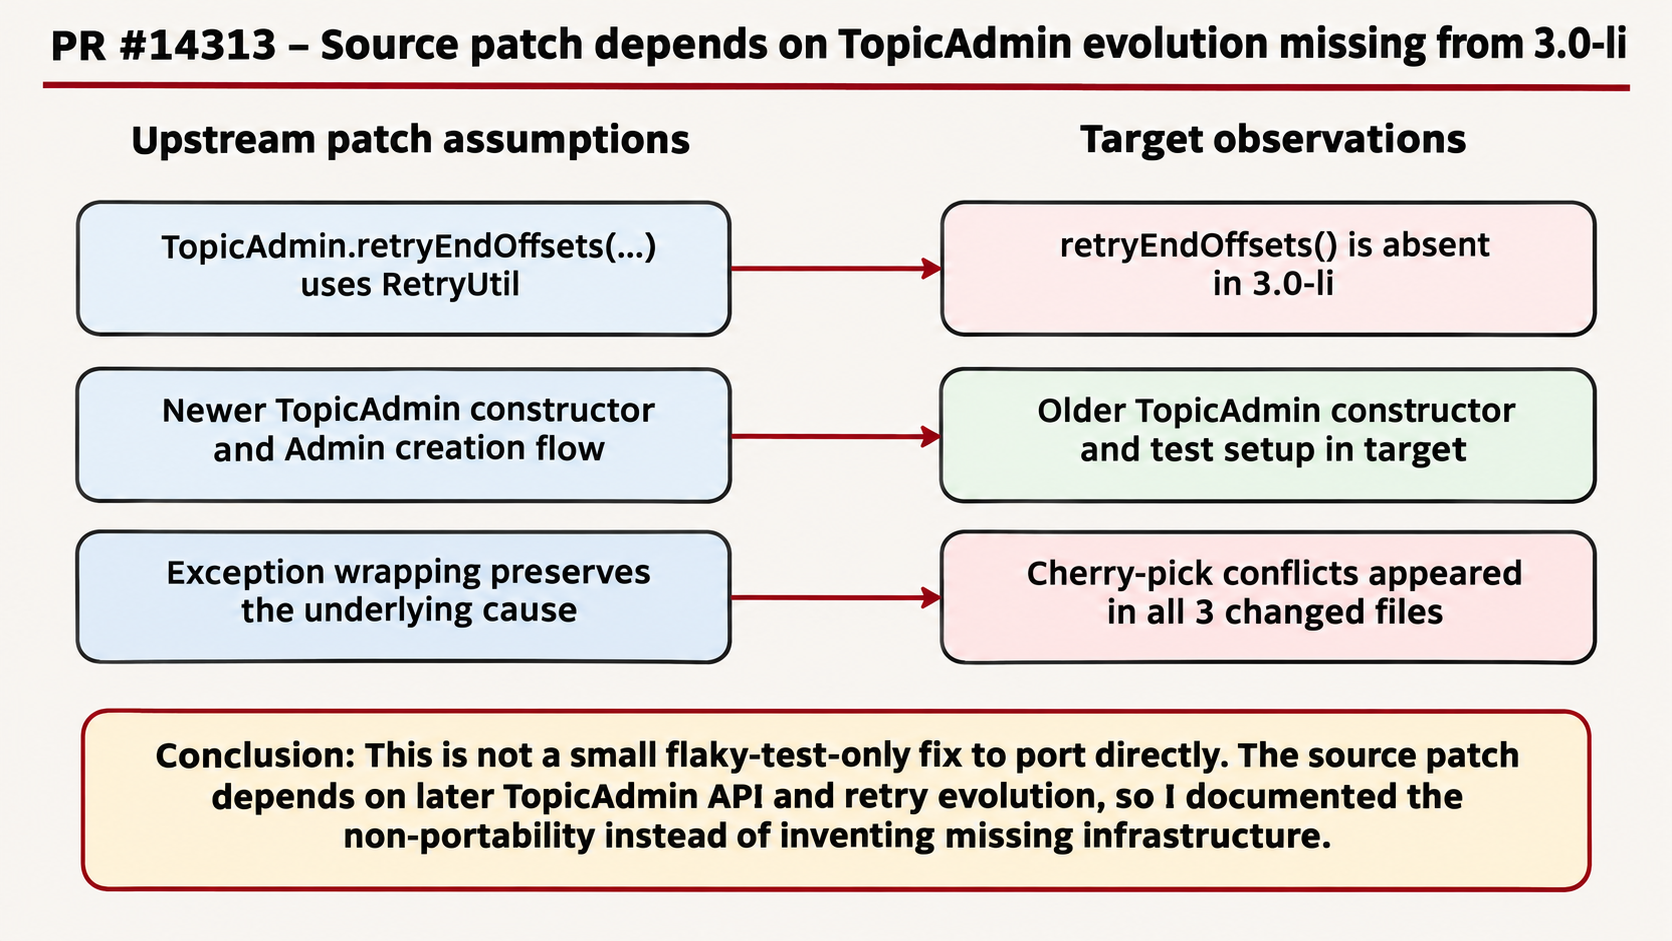 PR #14313 – Source patch depends on TopicAdmin evolution missing from 3.0-li
Upstream patch assumptions
Target observations
TopicAdmin.retryEndOffsets(...)
uses RetryUtil
retryEndOffsets() is absent
in 3.0-li
Newer TopicAdmin constructor
and Admin creation flow
Older TopicAdmin constructor
and test setup in target
Exception wrapping preserves
the underlying cause
Cherry-pick conflicts appeared
in all 3 changed files
Conclusion: This is not a small flaky-test-only fix to port directly. The source patch
depends on later TopicAdmin API and retry evolution, so I documented the
non-portability instead of inventing missing infrastructure.